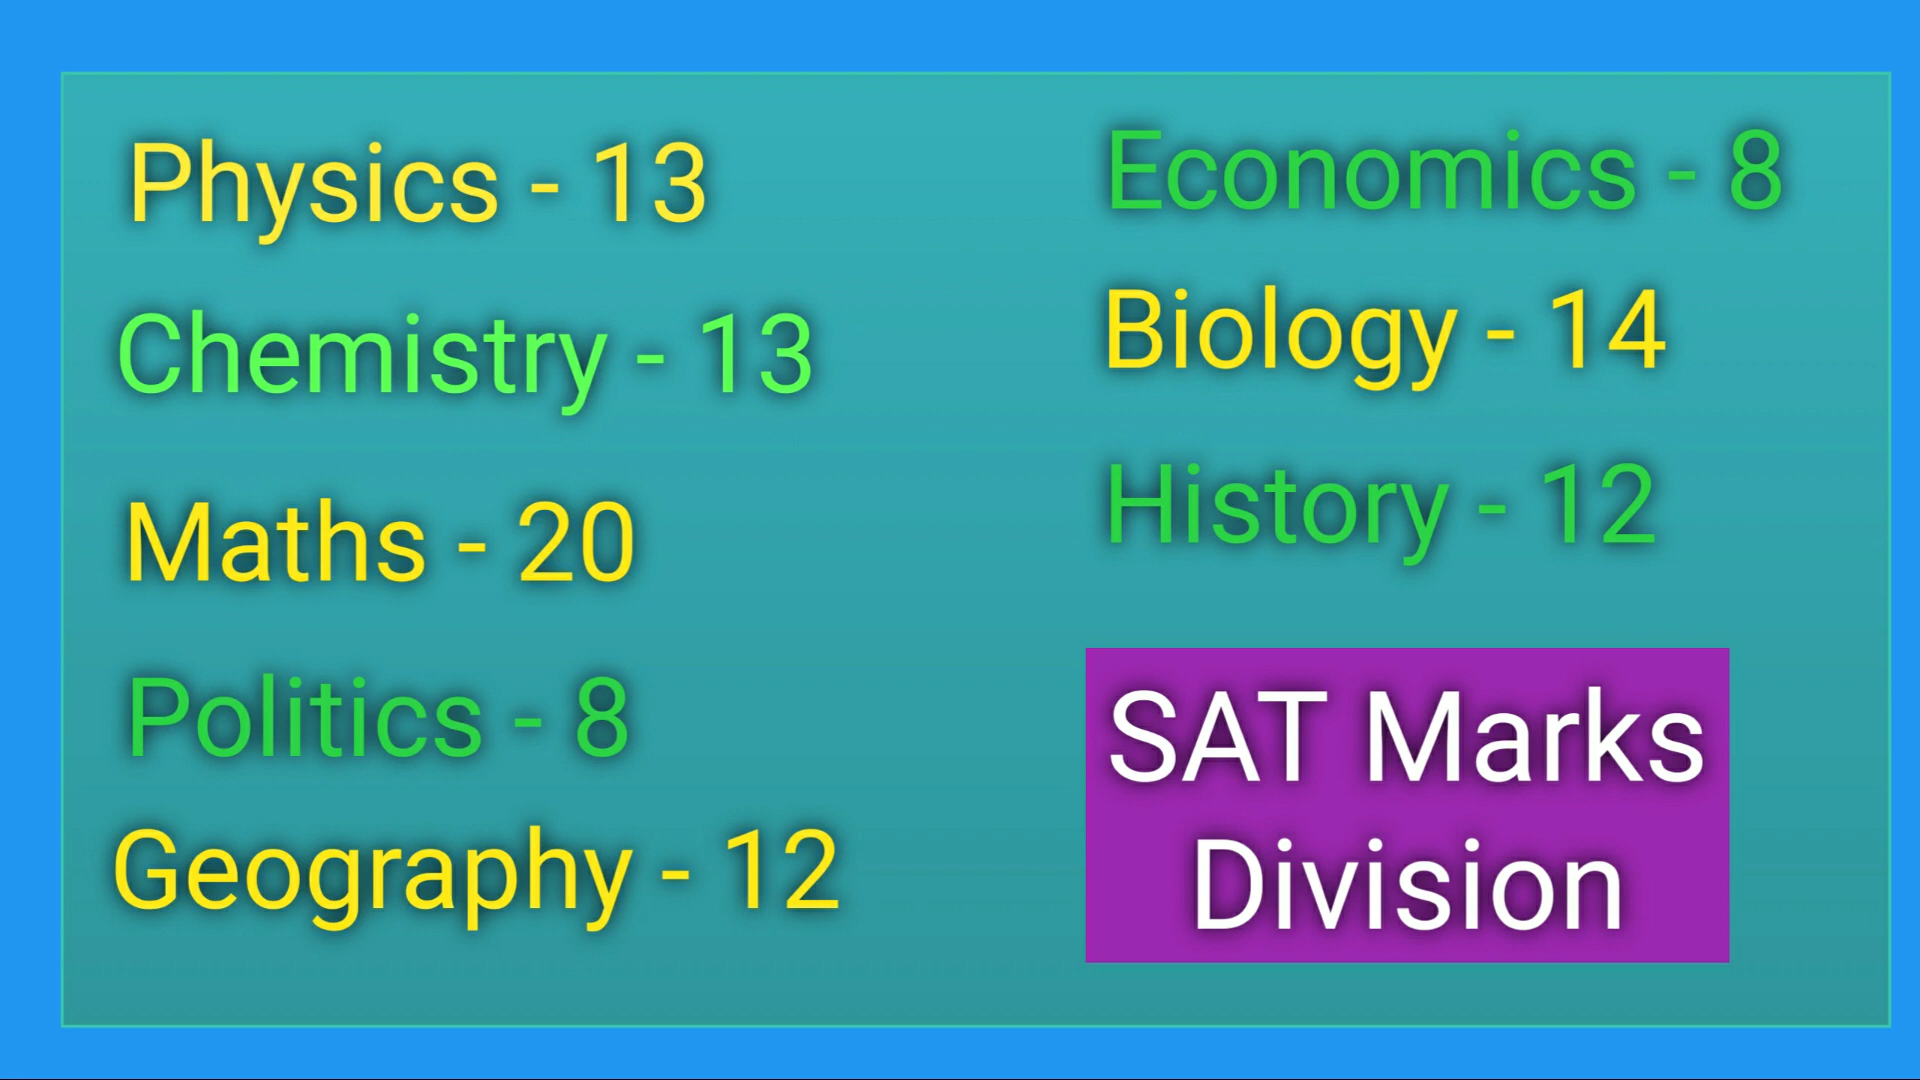 Physics - 13
Chemistry - 13
Maths - 20
Politics - 8
Geography - 12
Economics - 8
Biology - 14
History - 12
SAT Marks
Division